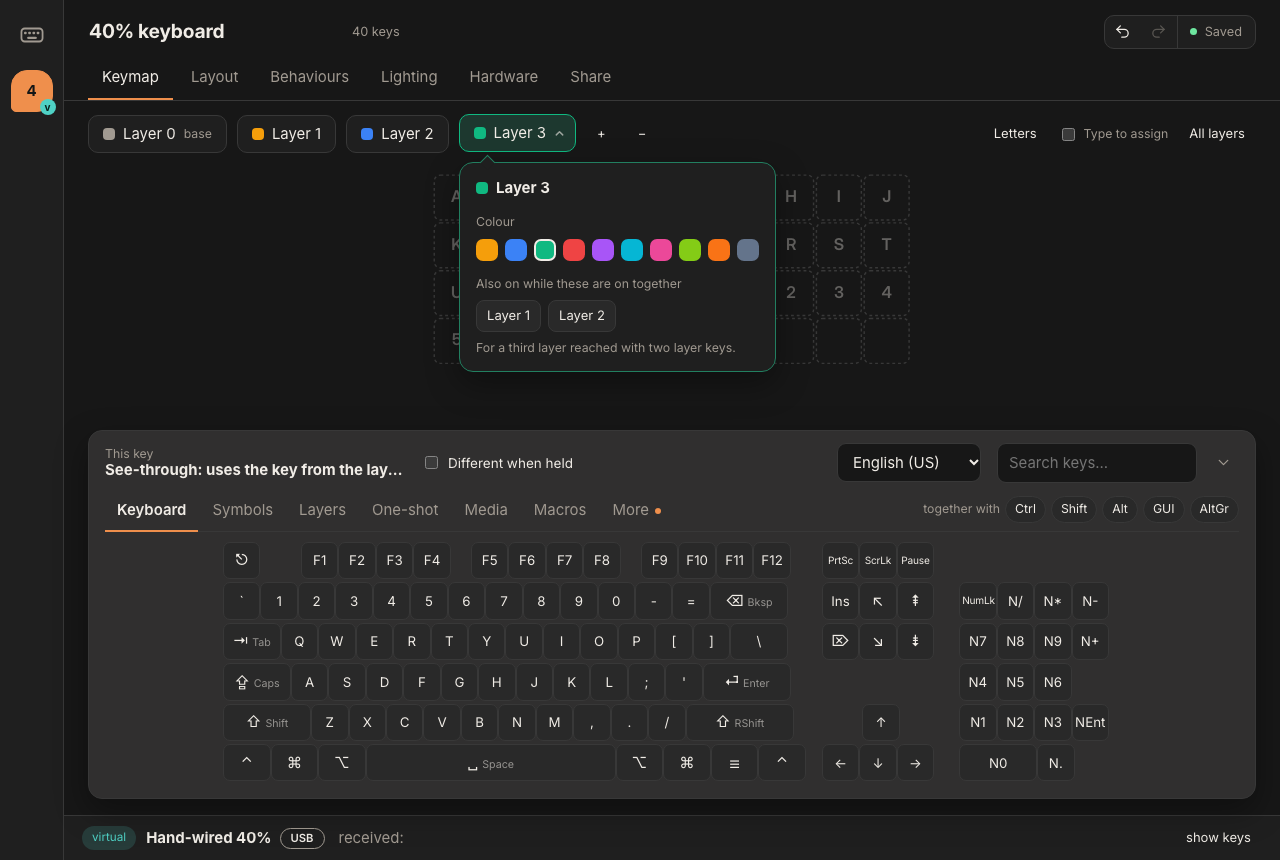 40% keyboard
40 keys
Saved
4
v
Keymap Layout Behaviours Lighting Hardware Share
Layer 0 base Layer 1 Layer 2 Layer 3 + −
Letters Type to assign All layers
Layer 3
Colour
Also on while these are on together
Layer 1 Layer 2
For a third layer reached with two layer keys.
A H I J
K R S T
U 2 3 4
5
This key
See-through: uses the key from the lay…
Different when held
English (US)
Search keys...
Keyboard Symbols Layers One-shot Media Macros More
together with Ctrl Shift Alt GUI AltGr
F1 F2 F3 F4 F5 F6 F7 F8 F9 F10 F11 F12 PrtSc ScrLk Pause
` 1 2 3 4 5 6 7 8 9 0 - = ⌫ Bksp Ins ↖ ⇞ NumLk N/ N* N-
⇥ Tab Q W E R T Y U I O P [ ] \ ⌦ ↘ ⇟ N7 N8 N9 N+
⇪ Caps A S D F G H J K L ; ' ⏎ Enter N4 N5 N6
⇧ Shift Z X C V B N M , . / ⇧ RShift ↑ N1 N2 N3 NEnt
⌃ ⌘ ⌥ ␣ Space ⌥ ⌘ ≡ ⌃ ← ↓ → N0 N.
virtual Hand-wired 40% USB received:
show keys